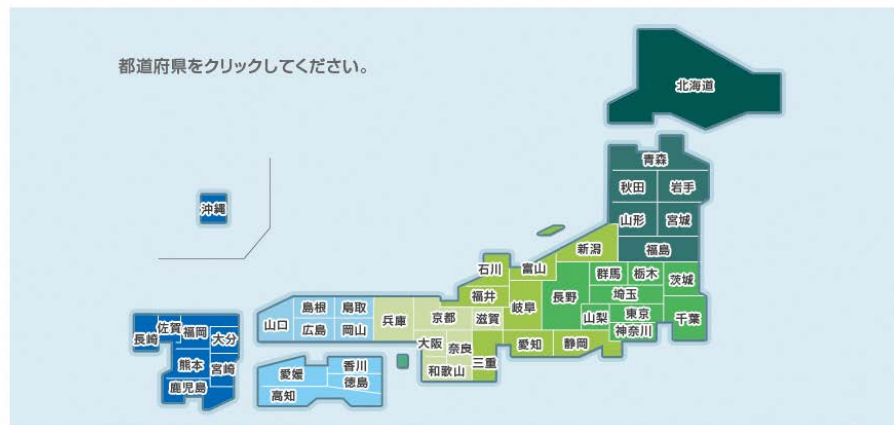 都道府県をクリックしてください。
北海道
青森
秋田 岩手
山形 宮城
福島
沖縄
新潟
石川 富山
群馬 栃木 茨城
福井 岐阜 長野 埼玉
島根 鳥取 兵庫 京都 滋賀 山梨 東京 千葉
山口 広島 岡山 神奈川
大阪 奈良 三重 愛知 静岡
和歌山
長崎 佐賀 福岡 大分
熊本 宮崎
鹿児島
愛媛 香川
徳島
高知